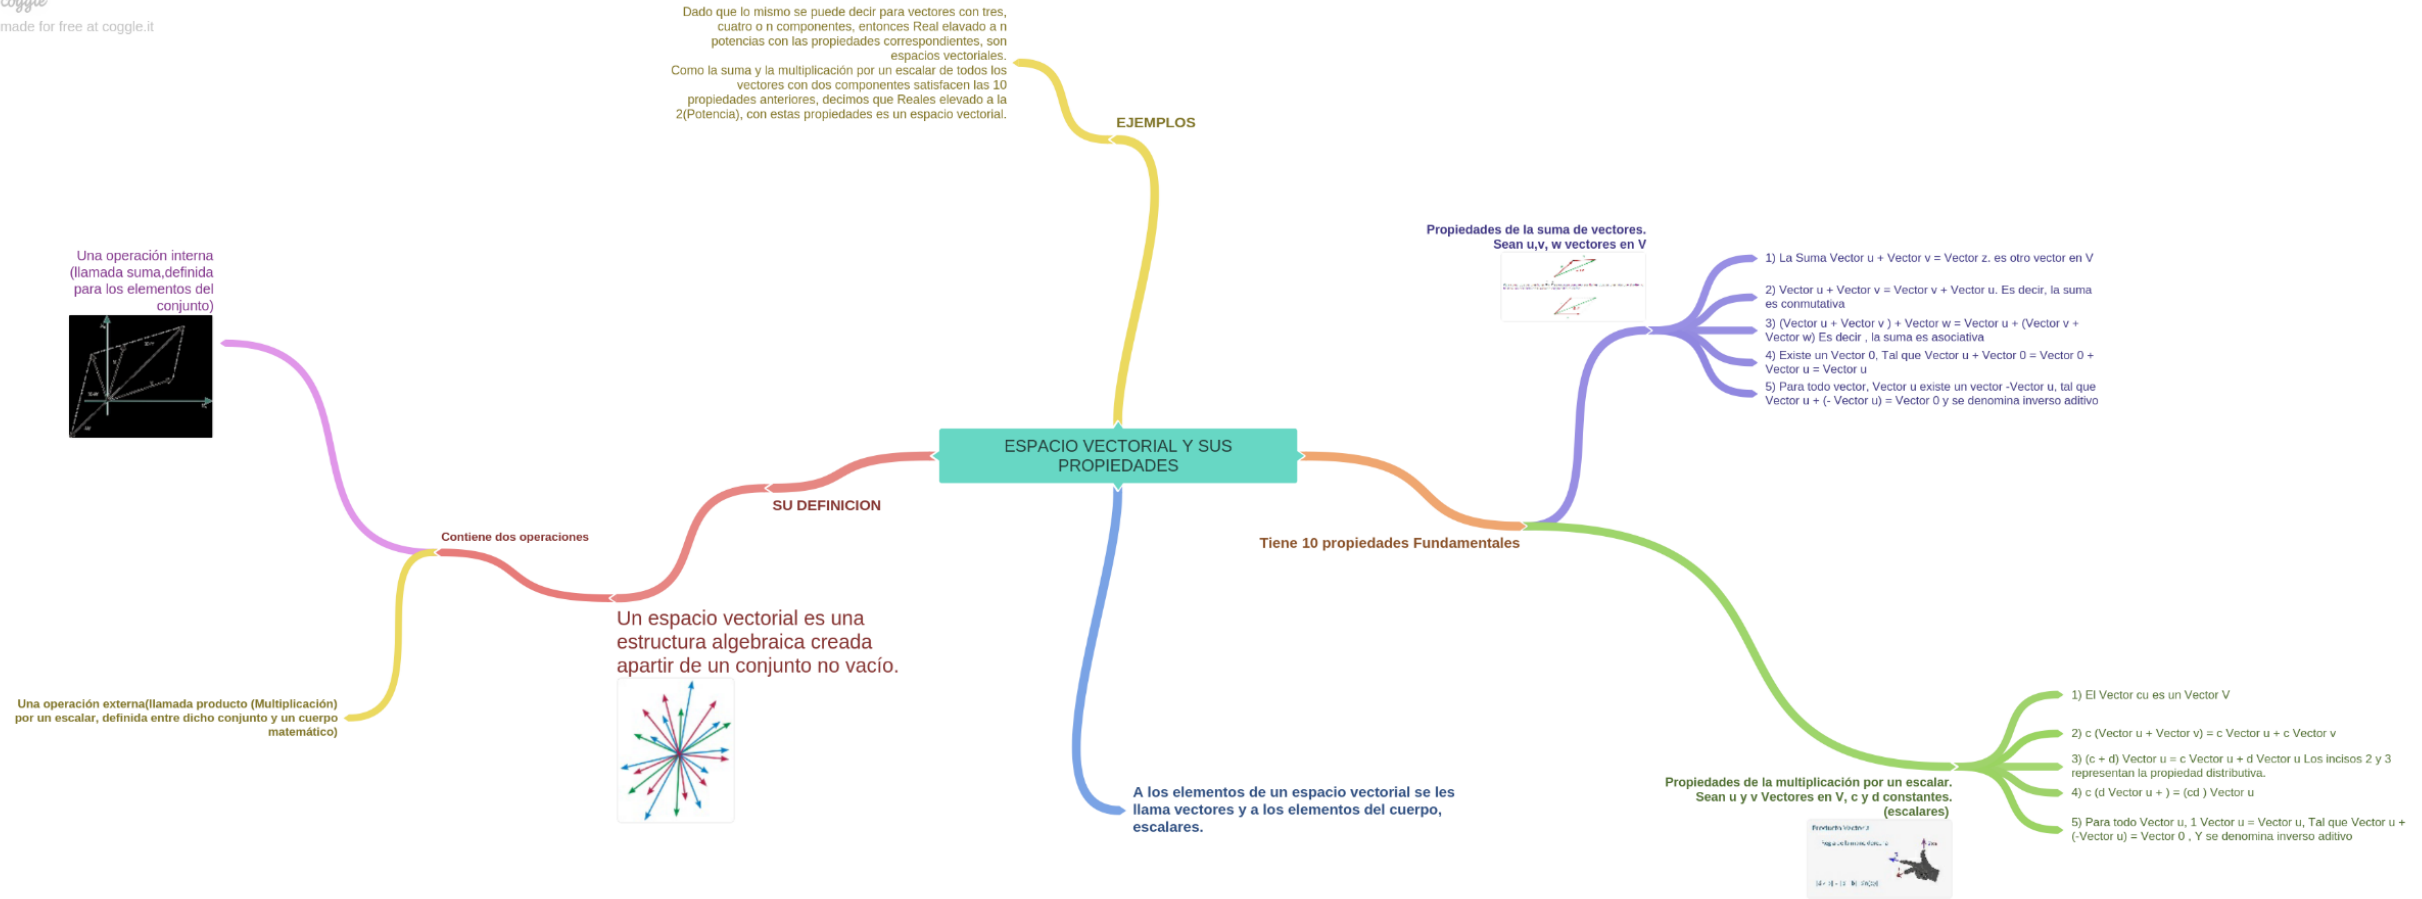 coggle
made for free at coggle.it
Dado que lo mismo se puede decir para vectores con tres,
cuatro o n componentes, entonces Real elavado a n
potencias con las propiedades correspondientes, son
espacios vectoriales.
Como la suma y la multiplicación por un escalar de todos los
vectores con dos componentes satisfacen las 10
propiedades anteriores, decimos que Reales elevado a la
2(Potencia), con estas propiedades es un espacio vectorial.
EJEMPLOS
Una operación interna
(llamada suma,definida
para los elementos del
conjunto)
Propiedades de la suma de vectores.
Sean u,v, w vectores en V
1) La Suma Vector u + Vector v = Vector z. es otro vector en V
2) Vector u + Vector v = Vector v + Vector u. Es decir, la suma
es conmutativa
3) (Vector u + Vector v ) + Vector w = Vector u + (Vector v +
Vector w) Es decir , la suma es asociativa
4) Existe un Vector 0, Tal que Vector u + Vector 0 = Vector 0 +
Vector u = Vector u
5) Para todo vector, Vector u existe un vector -Vector u, tal que
Vector u + (- Vector u) = Vector 0 y se denomina inverso aditivo
ESPACIO VECTORIAL Y SUS
PROPIEDADES
SU DEFINICION
Contiene dos operaciones
Tiene 10 propiedades Fundamentales
Un espacio vectorial es una
estructura algebraica creada
apartir de un conjunto no vacío.
Una operación externa(llamada producto (Multiplicación)
por un escalar, definida entre dicho conjunto y un cuerpo
matemático)
A los elementos de un espacio vectorial se les
llama vectores y a los elementos del cuerpo,
escalares.
Propiedades de la multiplicación por un escalar.
Sean u y v Vectores en V, c y d constantes.
(escalares)
Producto Vectorial
1) El Vector cu es un Vector V
2) c (Vector u + Vector v) = c Vector u + c Vector v
3) (c + d) Vector u = c Vector u + d Vector u Los incisos 2 y 3
representan la propiedad distributiva.
4) c (d Vector u + ) = (cd ) Vector u
5) Para todo Vector u, 1 Vector u = Vector u, Tal que Vector u +
(-Vector u) = Vector 0 , Y se denomina inverso aditivo